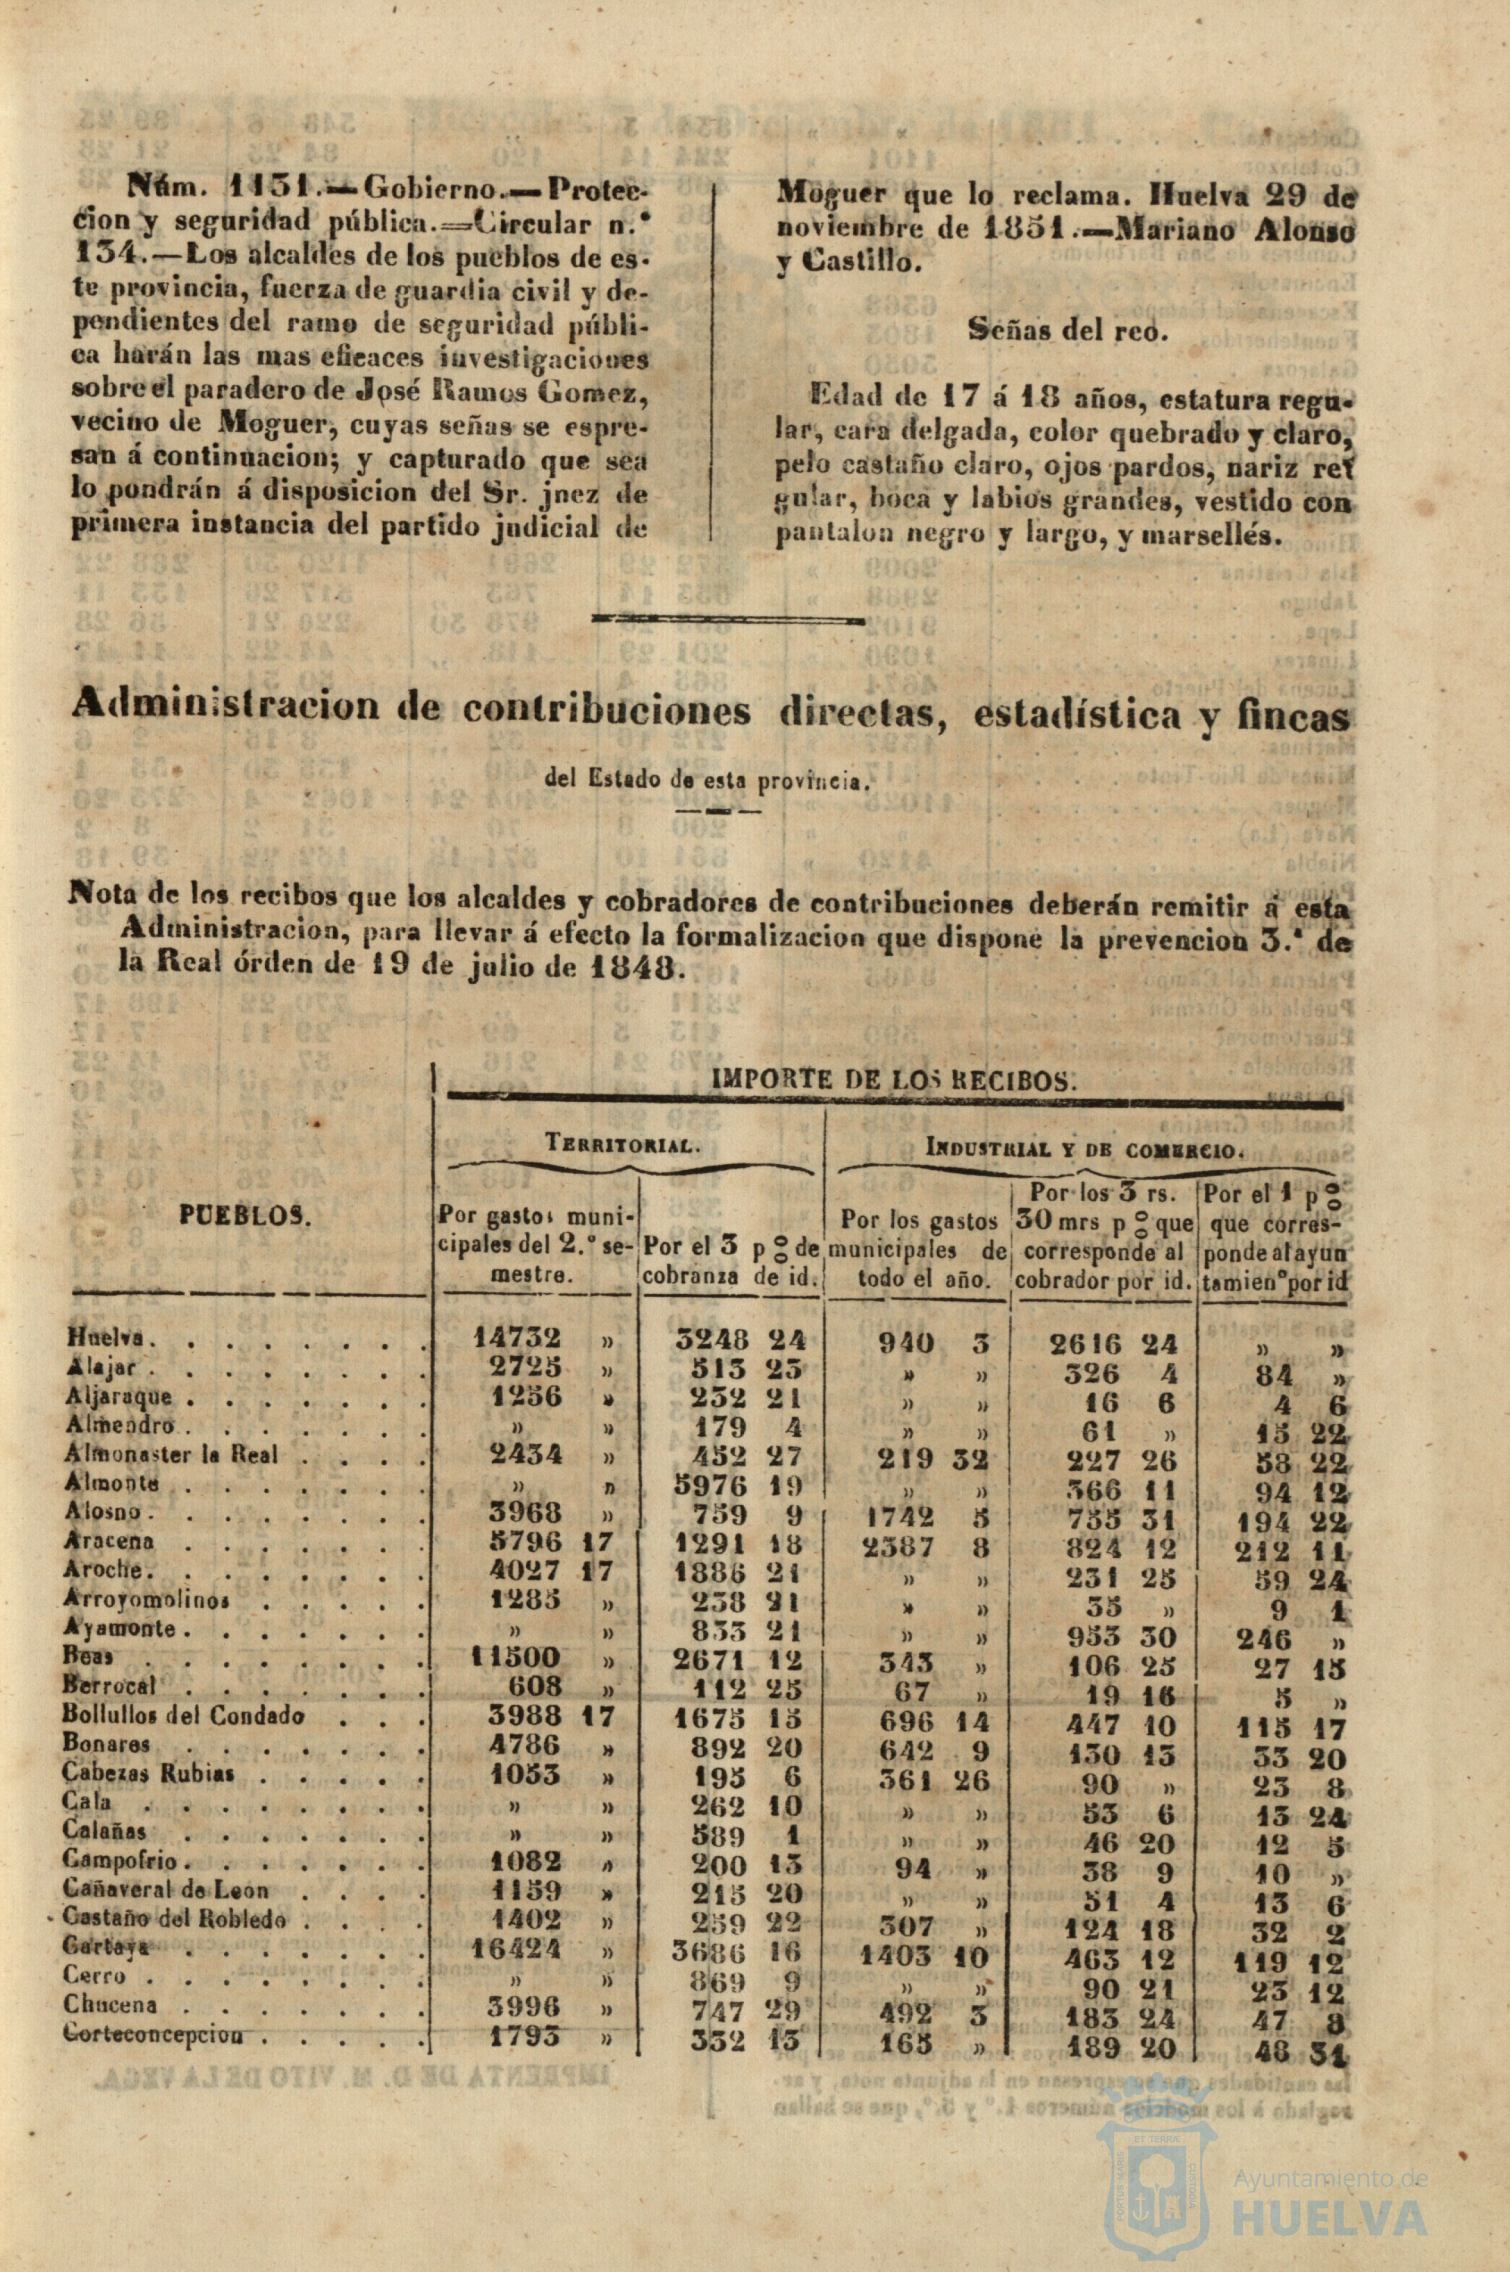 Núm. 1151.—Gobierno.—Protec-
cion y seguridad pública.=Circular n.°
134.—Los alcaldes de los pueblos de es-
te provincia, fuerza de guardia civil y de-
pendientes del ramo de seguridad públi-
ca harán las mas eficaces investigaciones
sobre el paradero de José Ramos Gomez,
vecino de Moguer, cuyas señas se espre-
san á continuacion; y capturado que sea
lo pondrán á disposicion del Sr. jnez de
primera instancia del partido judicial de
Moguer que lo reclama. Huelva 29 de
noviembre de 1851.—Mariano Alonso
y Castillo.
Señas del reo.
Edad de 17 á 18 años, estatura regu-
lar, cara delgada, color quebrado y claro,
pelo castaño claro, ojos pardos, nariz re
gular, boca y labios grandes, vestido con
pantalon negro y largo, y marsellés.
Administracion de contribuciones directas, estadística y fincas
del Estado de esta provincia.
Nota de los recibos que los alcaldes y cobradores de contribuciones deberán remitir á esta
Administracion, para llevar á efecto la formalizacion que dispone la prevencion 3.ª de
la Real órden de 19 de julio de 1848.
IMPORTE DE LOS RECIBOS.
TERRITORIAL. INDUSTRIAL Y DE COMERCIO.
PUEBLOS.
Por gastos muni-
cipales del 2.° se-
mestre.
Por el 3 p% de
cobranza de id.
Por los gastos
municipales de
todo el año.
Por los 3 rs.
30 mrs p% que
corresponde al
cobrador por id.
Por el 1 p%
que corres-
ponde al ayun
tamien° por id
Huelva. . . . . . . . 14732 » 3248 24 940 3 2616 24 » »
Alajar . . . . . . . . 2725 » 513 23 » » 326 4 84 »
Aljaraque . . . . . . . 1256 » 232 21 » » 16 6 4 6
Almendro. . . . . . . . » » 179 4 » » 61 » 15 22
Almonaster la Real . . . . 2434 » 452 27 219 32 227 26 58 22
Almonte . . . . . . . » » 5976 19 » » 366 11 94 12
Alosno. . . . . . . . 3968 » 759 9 1742 5 755 31 194 22
Aracena . . . . . . . 5796 17 1291 18 2387 8 824 12 212 11
Aroche. . . . . . . . 4027 17 1886 21 » » 231 25 59 24
Arroyomolinos . . . . . 1285 » 238 21 » » 35 » 9 1
Ayamonte. . . . . . . » » 833 21 » » 953 30 246 »
Beas . . . . . . . . 11500 » 2671 12 343 » 106 25 27 15
Berrocal . . . . . . . 608 » 112 25 67 » 19 16 5 »
Bollullos del Condado . . . 3988 17 1675 15 696 14 447 10 115 17
Bonares . . . . . . . 4786 » 892 20 642 9 130 13 33 20
Cabezas Rubias . . . . . 1053 » 195 6 361 26 90 » 23 8
Cala . . . . . . . . » » 262 10 » » 53 6 13 24
Calañas . . . . . . . » » 589 1 » » 46 20 12 5
Campofrio. . . . . . . 1082 » 200 13 94 » 38 9 10 »
Cañaveral de Leon . . . . 1159 » 215 20 » » 51 4 13 6
Castaño del Robledo . . . . 1402 » 259 22 307 » 124 18 32 2
Cartaya . . . . . . . 16424 » 3686 16 1403 10 463 12 119 12
Cerro . . . . . . . . » » 869 9 » » 90 21 23 12
Chucena . . . . . . . 3996 » 747 29 492 3 183 24 47 8
Corteconcepcion . . . . . 1793 » 332 13 165 » 189 20 48 31
Ayuntamiento de
HUELVA